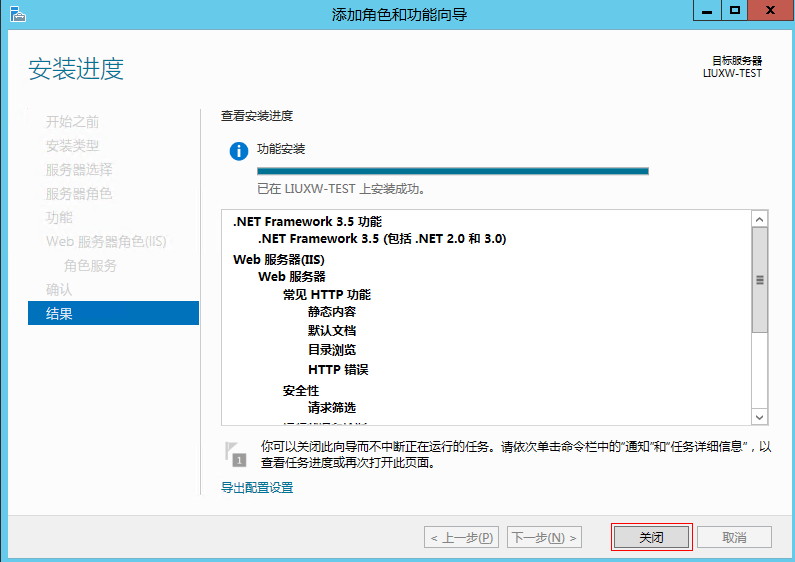 添加角色和功能向导
安装进度
目标服务器
LIUXW-TEST
开始之前
安装类型
服务器选择
服务器角色
功能
Web 服务器角色(IIS)
角色服务
确认
结果
查看安装进度
功能安装
已在 LIUXW-TEST 上安装成功。
.NET Framework 3.5 功能
.NET Framework 3.5 (包括 .NET 2.0 和 3.0)
Web 服务器(IIS)
Web 服务器
常见 HTTP 功能
静态内容
默认文档
目录浏览
HTTP 错误
安全性
请求筛选
1
你可以关闭此向导而不中断正在运行的任务。请依次单击命令栏中的"通知"和"任务详细信息"，以
查看任务进度或再次打开此页面。
导出配置设置
< 上一步(P)
下一步(N) >
关闭
取消